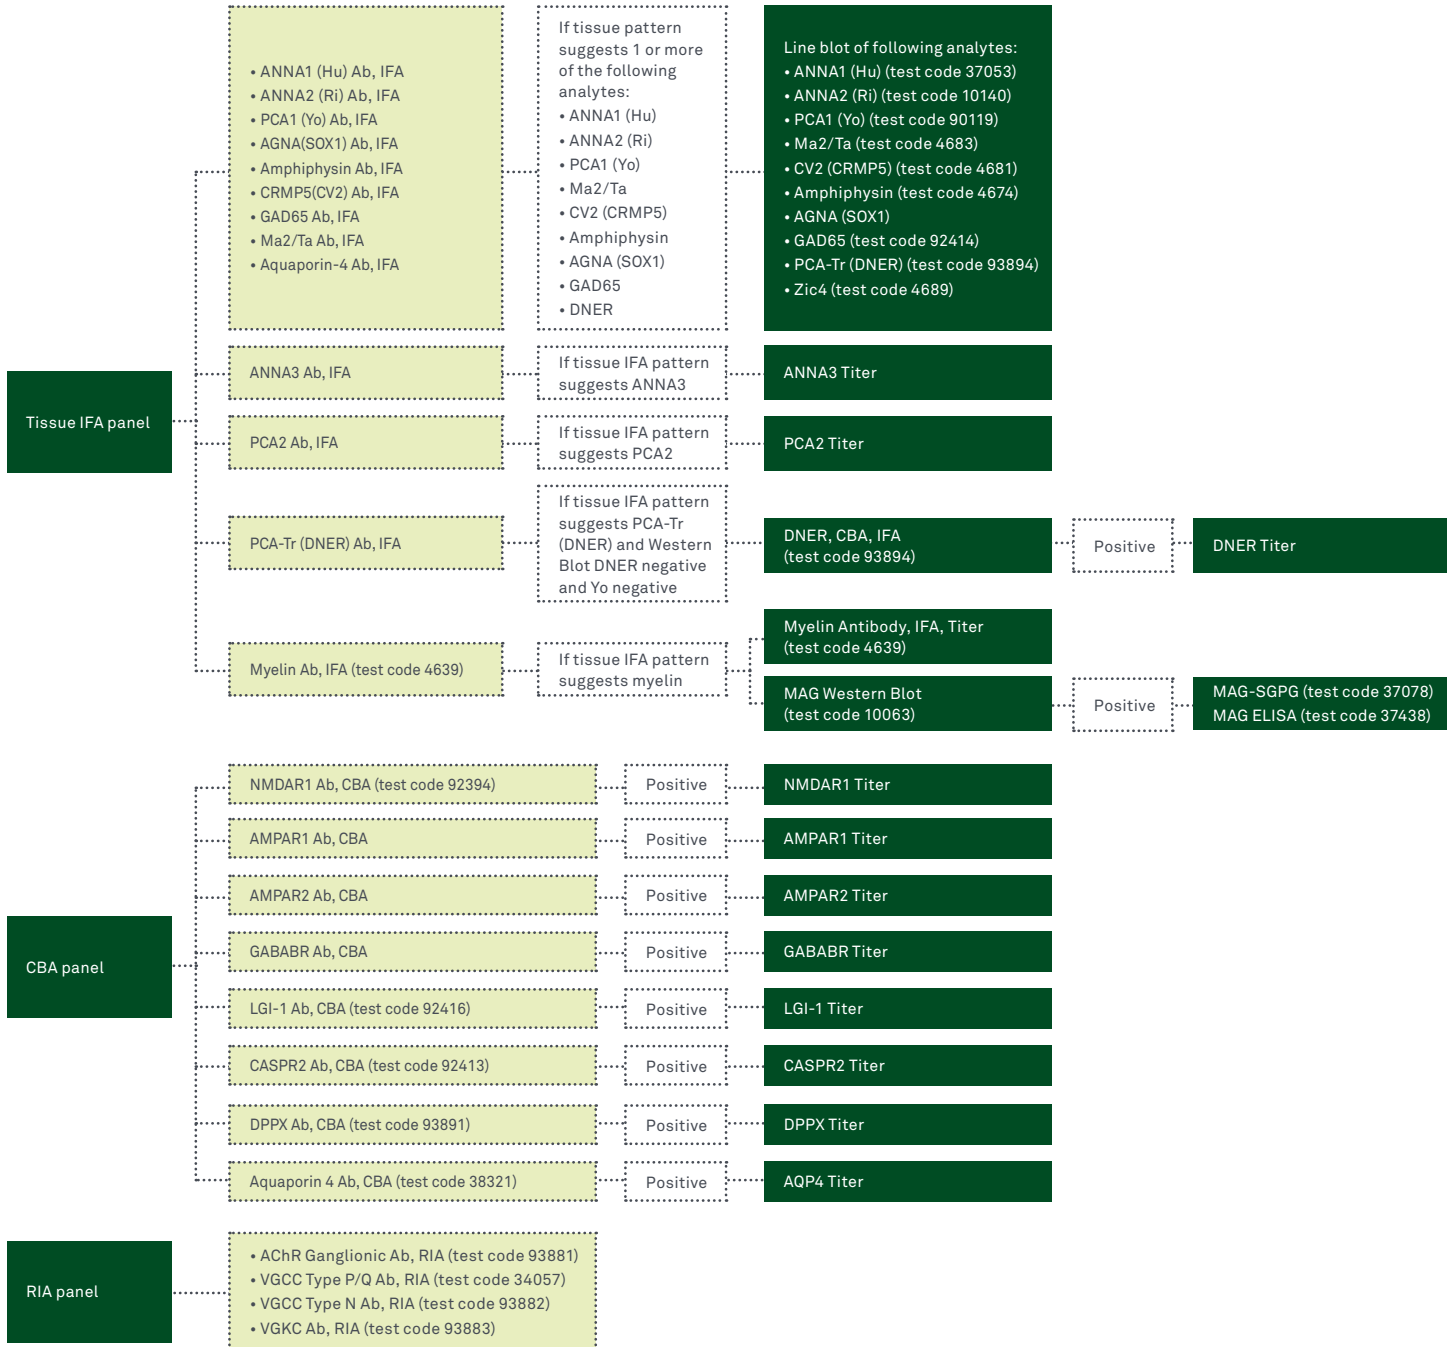 Tissue IFA panel
• ANNA1 (Hu) Ab, IFA
• ANNA2 (Ri) Ab, IFA
• PCA1 (Yo) Ab, IFA
• AGNA(SOX1) Ab, IFA
• Amphiphysin Ab, IFA
• CRMP5(CV2) Ab, IFA
• GAD65 Ab, IFA
• Ma2/Ta Ab, IFA
• Aquaporin-4 Ab, IFA
If tissue pattern
suggests 1 or more
of the following
analytes:
• ANNA1 (Hu)
• ANNA2 (Ri)
• PCA1 (Yo)
• Ma2/Ta
• CV2 (CRMP5)
• Amphiphysin
• AGNA (SOX1)
• GAD65
• DNER
Line blot of following analytes:
• ANNA1 (Hu) (test code 37053)
• ANNA2 (Ri) (test code 10140)
• PCA1 (Yo) (test code 90119)
• Ma2/Ta (test code 4683)
• CV2 (CRMP5) (test code 4681)
• Amphiphysin (test code 4674)
• AGNA (SOX1)
• GAD65 (test code 92414)
• PCA-Tr (DNER) (test code 93894)
• Zic4 (test code 4689)
ANNA3 Ab, IFA
If tissue IFA pattern
suggests ANNA3
ANNA3 Titer
PCA2 Ab, IFA
If tissue IFA pattern
suggests PCA2
PCA2 Titer
PCA-Tr (DNER) Ab, IFA
If tissue IFA pattern
suggests PCA-Tr
(DNER) and Western
Blot DNER negative
and Yo negative
DNER, CBA, IFA
(test code 93894)
Positive
DNER Titer
Myelin Ab, IFA (test code 4639)
If tissue IFA pattern
suggests myelin
Myelin Antibody, IFA, Titer
(test code 4639)
MAG Western Blot
(test code 10063)
Positive
MAG-SGPG (test code 37078)
MAG ELISA (test code 37438)
CBA panel
NMDAR1 Ab, CBA (test code 92394)
Positive
NMDAR1 Titer
AMPAR1 Ab, CBA
Positive
AMPAR1 Titer
AMPAR2 Ab, CBA
Positive
AMPAR2 Titer
GABABR Ab, CBA
Positive
GABABR Titer
LGI-1 Ab, CBA (test code 92416)
Positive
LGI-1 Titer
CASPR2 Ab, CBA (test code 92413)
Positive
CASPR2 Titer
DPPX Ab, CBA (test code 93891)
Positive
DPPX Titer
Aquaporin 4 Ab, CBA (test code 38321)
Positive
AQP4 Titer
RIA panel
• AChR Ganglionic Ab, RIA (test code 93881)
• VGCC Type P/Q Ab, RIA (test code 34057)
• VGCC Type N Ab, RIA (test code 93882)
• VGKC Ab, RIA (test code 93883)